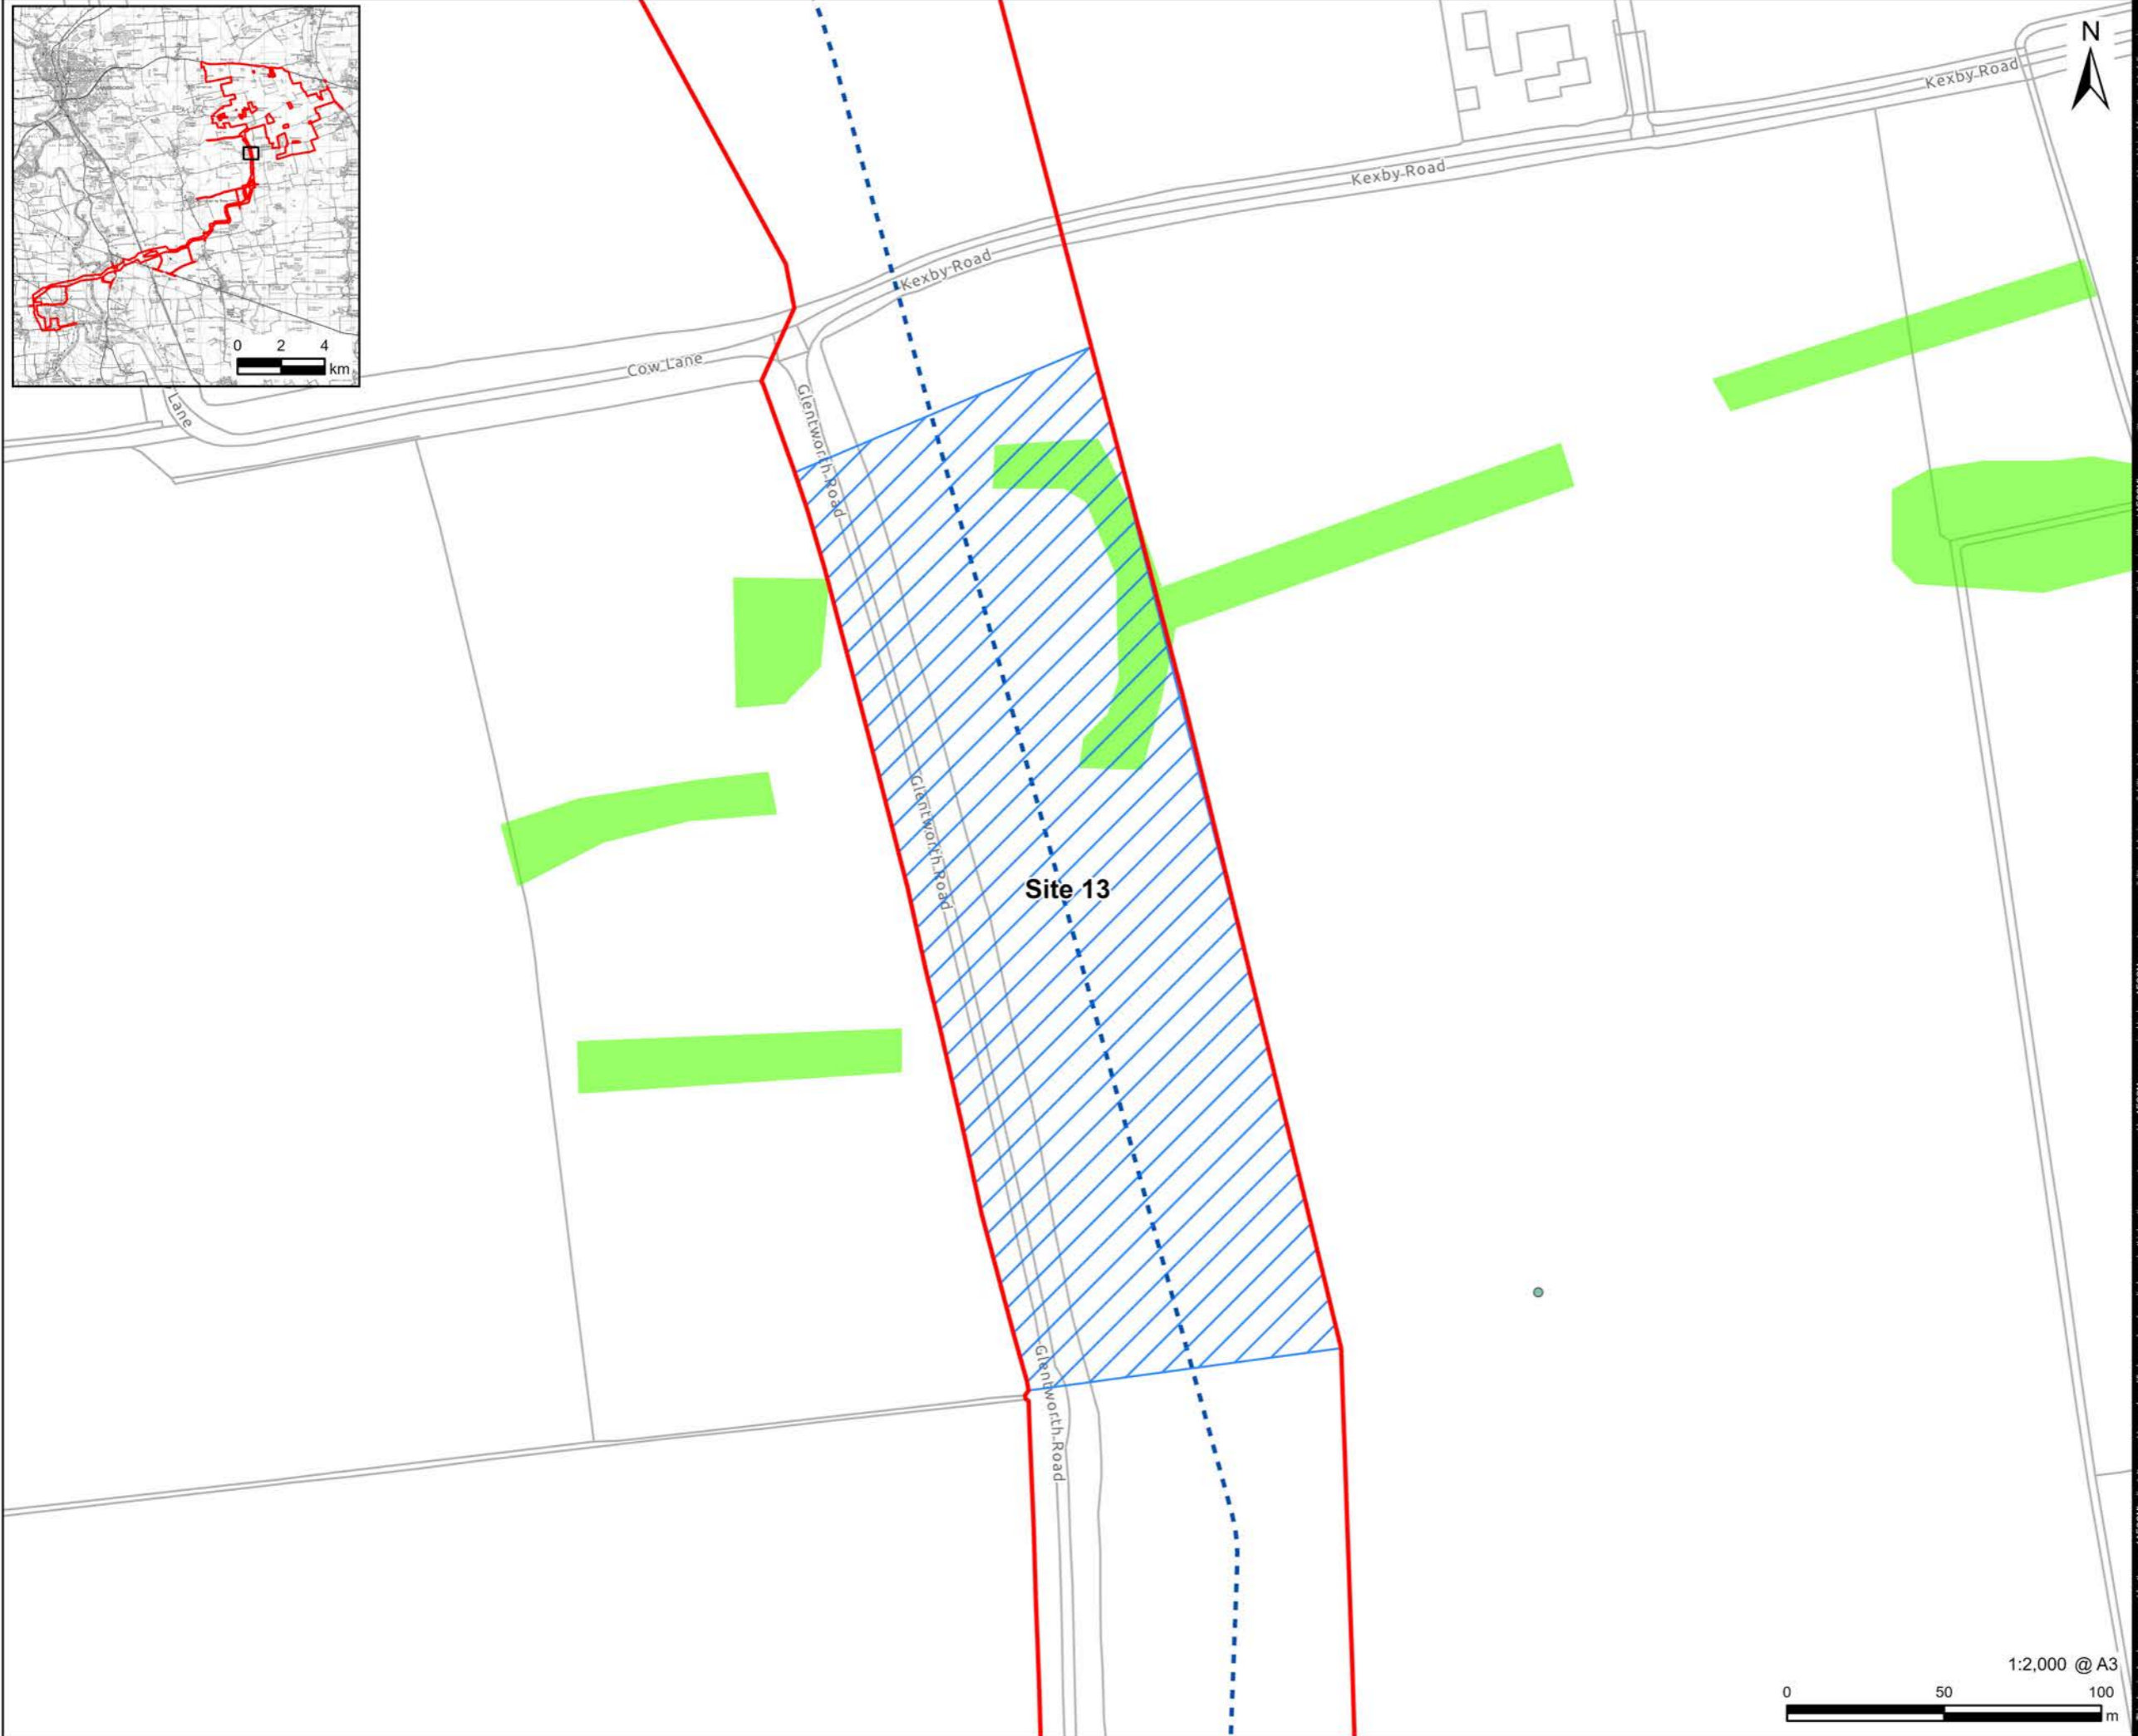 0 2 4
km
N
Kexby Road
Kexby Road
Kexby Road
Cow Lane
Lane
Glentworth Road
Glentworth Road
Site 13
Glentworth Road
1:2,000 @ A3
0 50 100
m